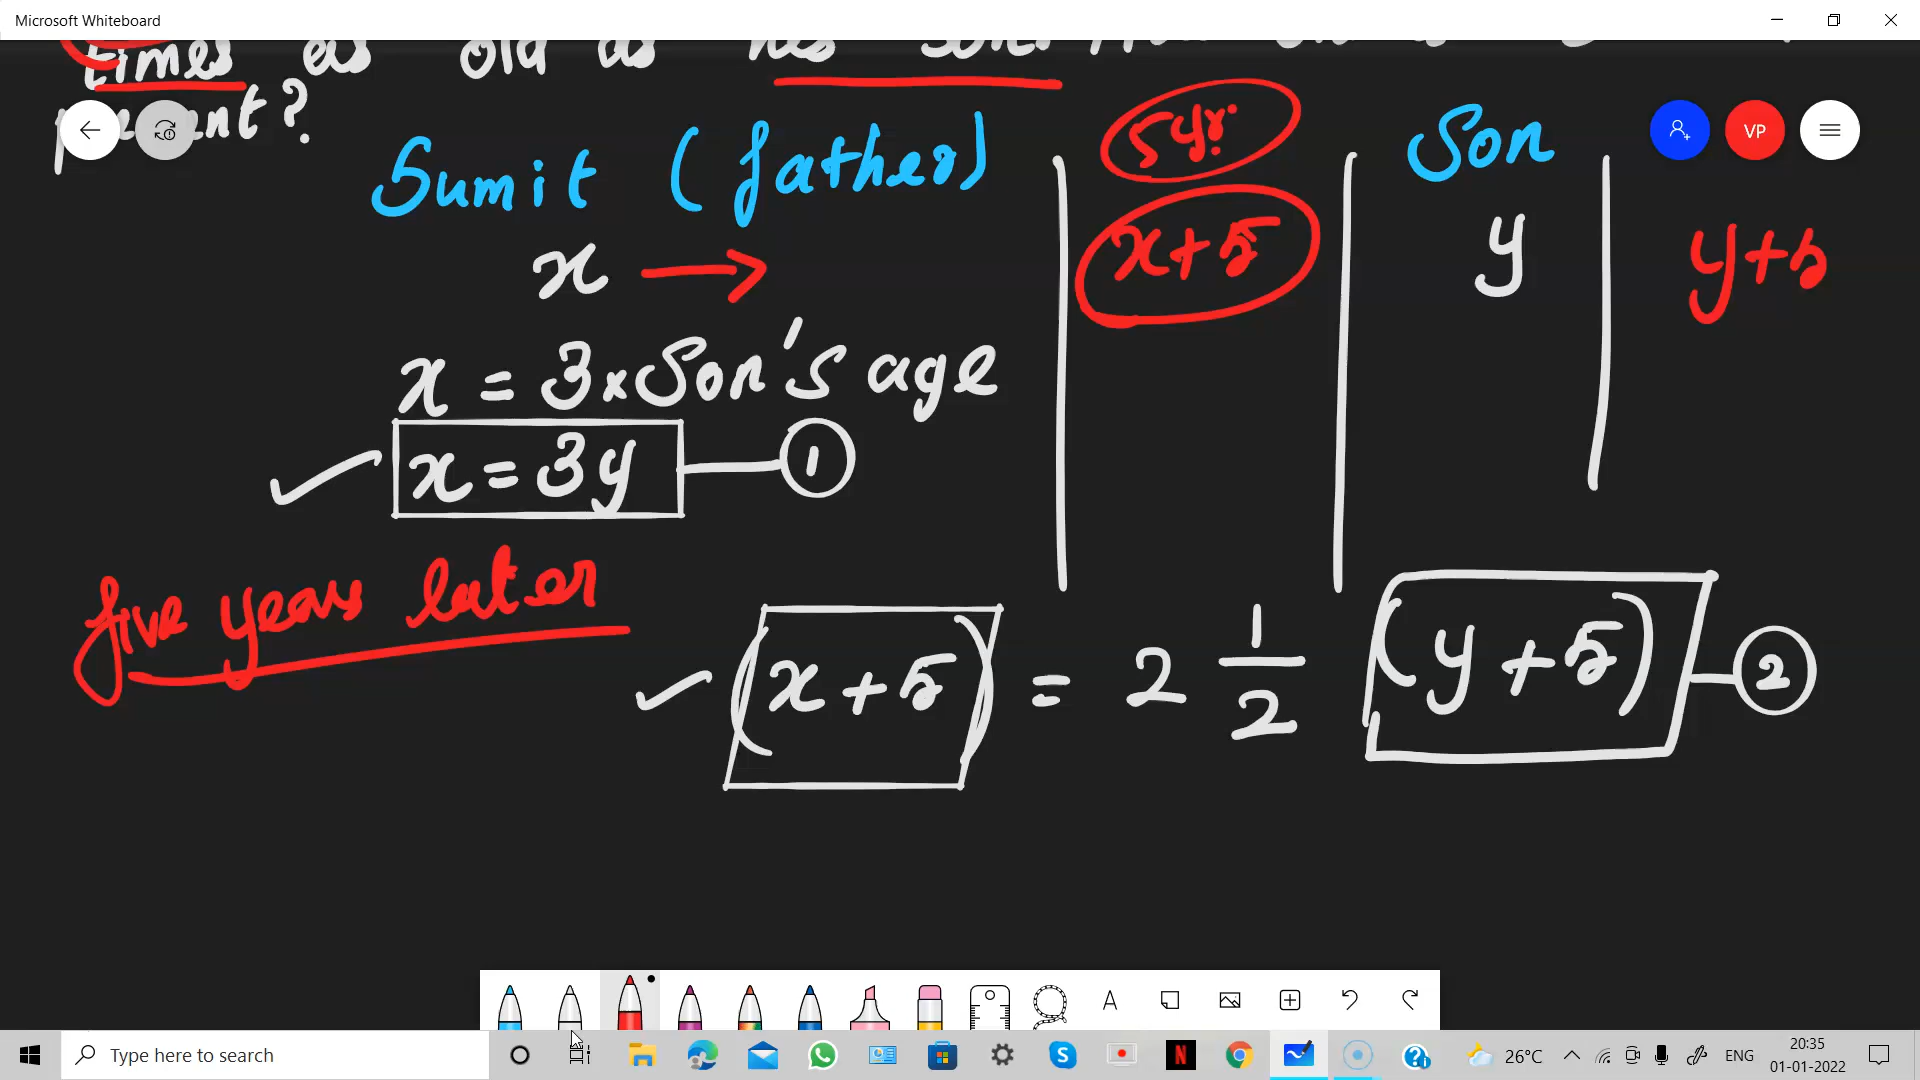 Microsoft Whiteboard
times as old as his son.
present?
Sumit (father) 5yr. Son
VP
x x+5 y y+5
x = 3×Son's age
x = 3y 1
five years later
(x+5) = 2 1/2 (y+5) 2
A
Type here to search
26°C ENG 20:35
01-01-2022